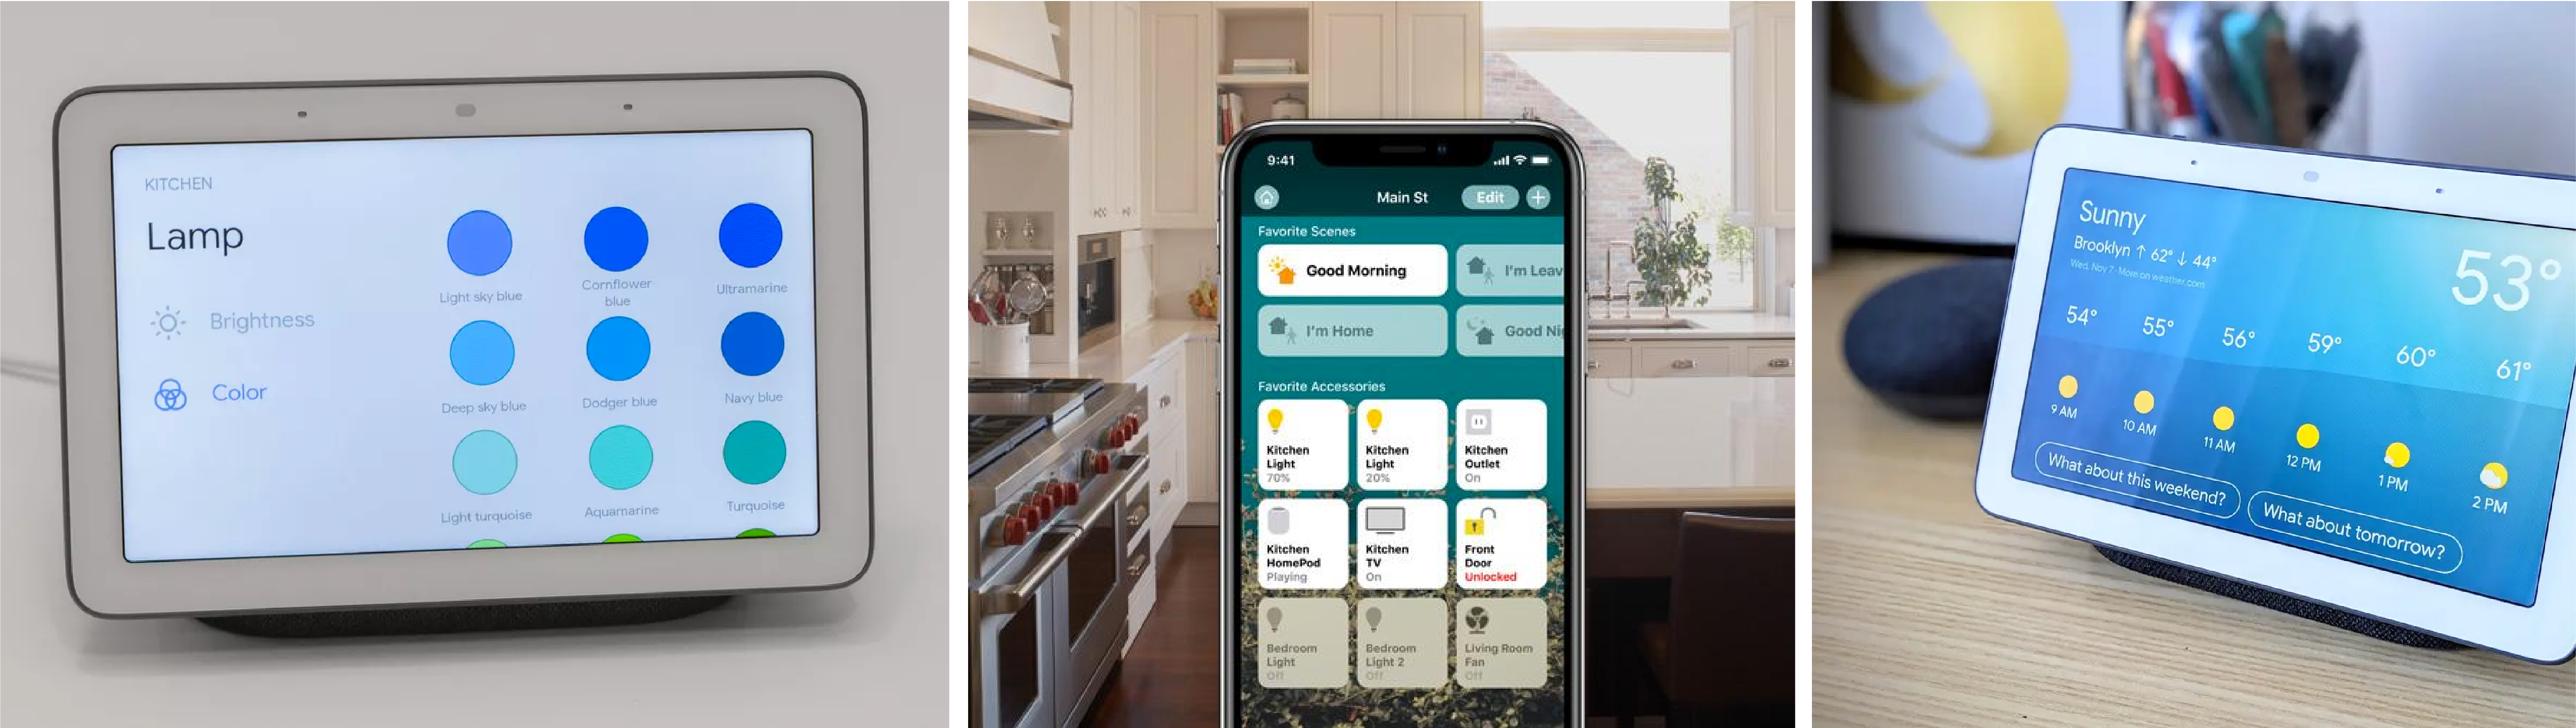 KITCHEN
Lamp
Brightness
Color
Light sky blue
Cornflower
blue
Ultramarine
Deep sky blue
Dodger blue
Navy blue
Light turquoise
Aquamarine
Turquoise
9:41
Main St
Edit
Favorite Scenes
Good Morning
I'm Leav
I'm Home
Good Nig
Favorite Accessories
Kitchen
Light
70%
Kitchen
Light
20%
Kitchen
Outlet
On
Kitchen
HomePod
Playing
Kitchen
TV
On
Front
Door
Unlocked
Bedroom
Light
Off
Bedroom
Light 2
Off
Living Room
Fan
Off
Sunny
Brooklyn ↑ 62° ↓ 44°
Wed, Nov 7 · More on weather.com
53°
54° 55° 56° 59° 60° 61°
9 AM 10 AM 11 AM 12 PM 1 PM 2 PM
What about this weekend?
What about tomorrow?